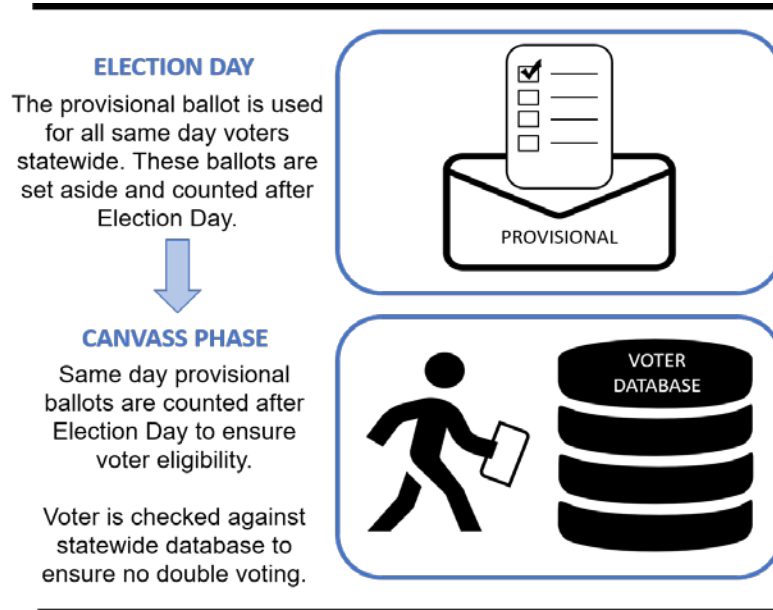 ELECTION DAY
The provisional ballot is used
for all same day voters
statewide. These ballots are
set aside and counted after
Election Day.
PROVISIONAL
CANVASS PHASE
Same day provisional
ballots are counted after
Election Day to ensure
voter eligibility.
Voter is checked against
statewide database to
ensure no double voting.
VOTER
DATABASE